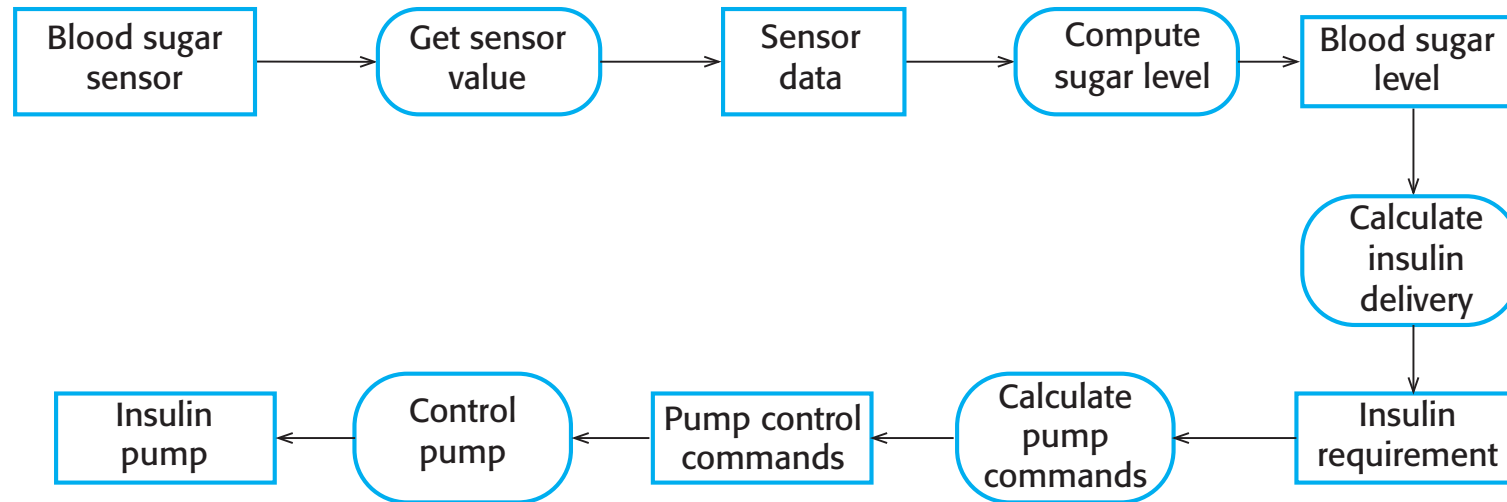 Blood sugar
sensor
Get sensor
value
Sensor
data
Compute
sugar level
Blood sugar
level
Calculate
insulin
delivery
Insulin
requirement
Calculate
pump
commands
Pump control
commands
Control
pump
Insulin
pump